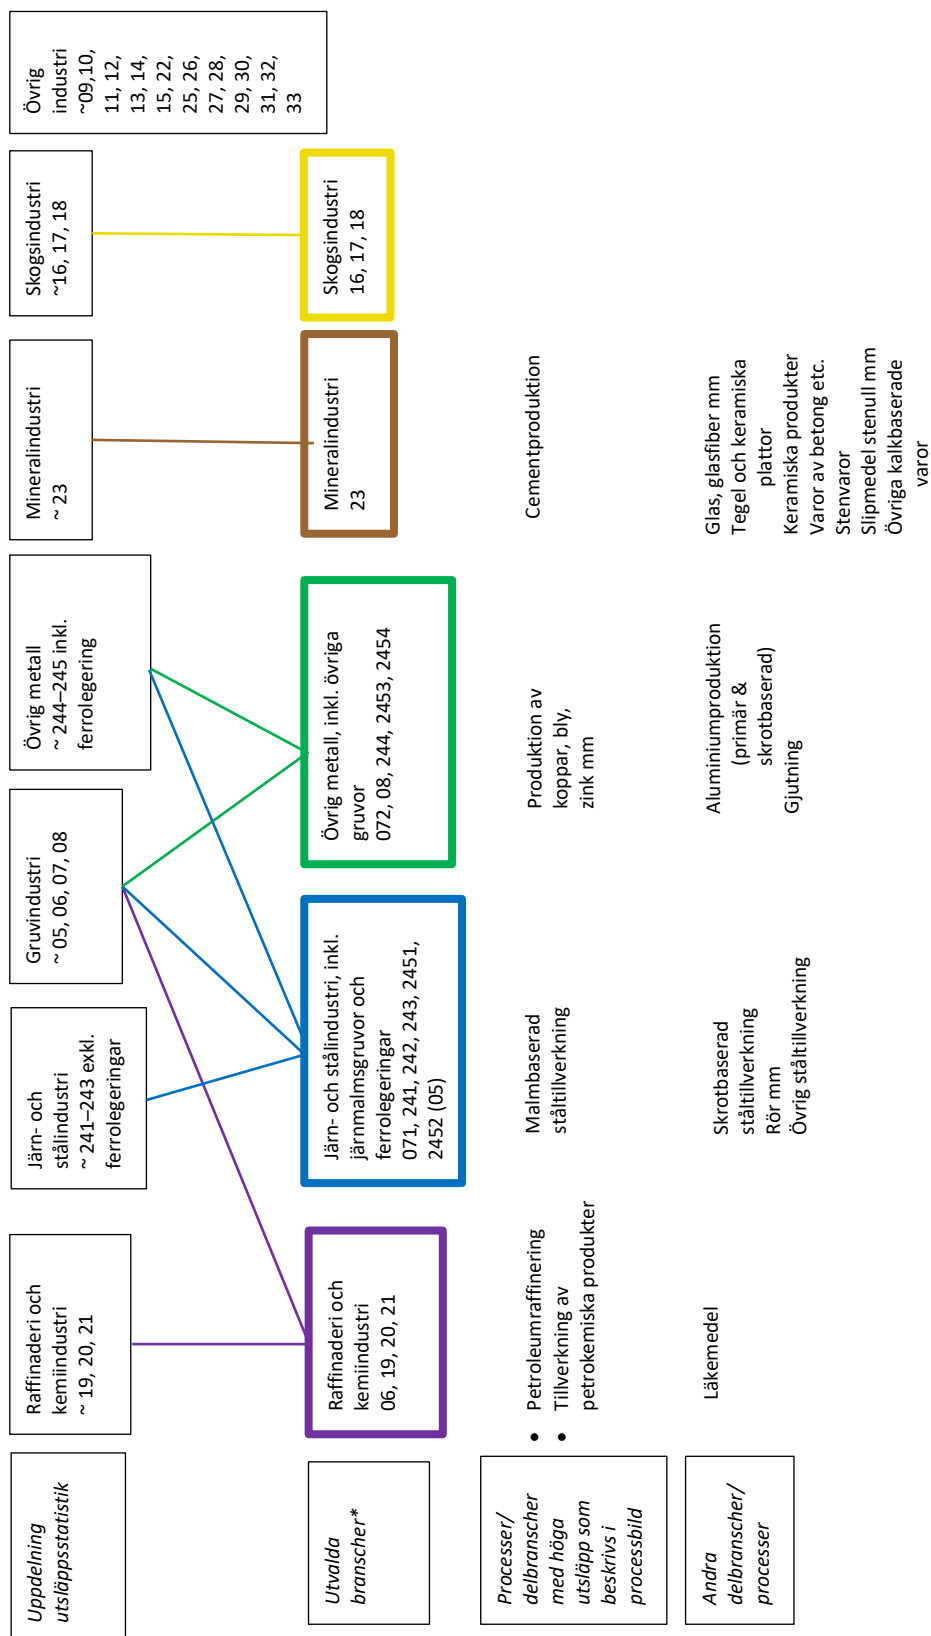 Uppdelning
utsläppsstatistik
Raffinaderi och
kemiindustri
~ 19, 20, 21
Järn- och
stålindustri
~ 241–243 exkl.
ferrolegeringar
Gruvindustri
~ 05, 06, 07, 08
Övrig metall
~ 244–245 inkl.
ferrolegering
Mineralindustri
~ 23
Skogsindustri
~16, 17, 18
Övrig
industri
~09,10,
11, 12,
13, 14,
15, 22,
25, 26,
27, 28,
29, 30,
31, 32,
33
Utvalda
branscher*
Raffinaderi och
kemiindustri
06, 19, 20, 21
Järn- och stålindustri, inkl.
järnmalmsgruvor och
ferrolegeringar
071, 241, 242, 243, 2451,
2452 (05)
Övrig metall, inkl. övriga
gruvor
072, 08, 244, 2453, 2454
Mineralindustri
23
Skogsindustri
16, 17, 18
Processer/
delbranscher
med höga
utsläpp som
beskrivs i
processbild
• Petroleumraffinering
• Tillverkning av
petrokemiska produkter
Malmbaserad
ståltillverkning
Produktion av
koppar, bly,
zink mm
Cementproduktion
Andra
delbranscher/
processer
Läkemedel
Skrotbaserad
ståltillverkning
Rör mm
Övrig ståltillverkning
Aluminiumproduktion
(primär &
skrotbaserad)
Gjutning
Glas, glasfiber mm
Tegel och keramiska
plattor
Keramiska produkter
Varor av betong etc.
Stenvaror
Slipmedel stenull mm
Övriga kalkbaserade
varor